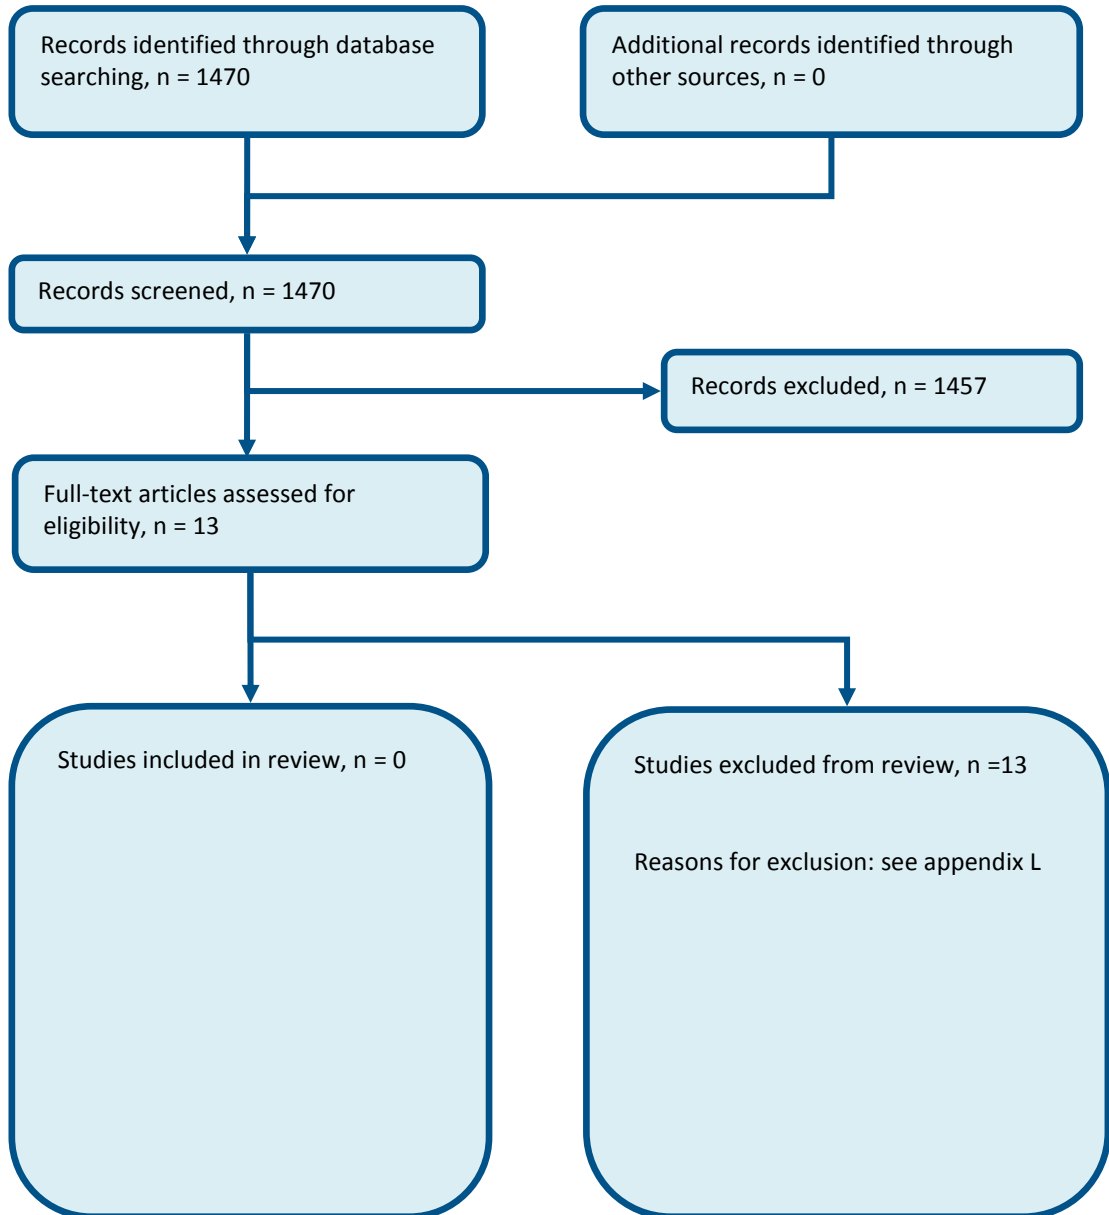 Records identified through database
searching, n = 1470
Additional records identified through
other sources, n = 0
Records screened, n = 1470
Records excluded, n = 1457
Full-text articles assessed for
eligibility, n = 13
Studies included in review, n = 0
Studies excluded from review, n =13
Reasons for exclusion: see appendix L